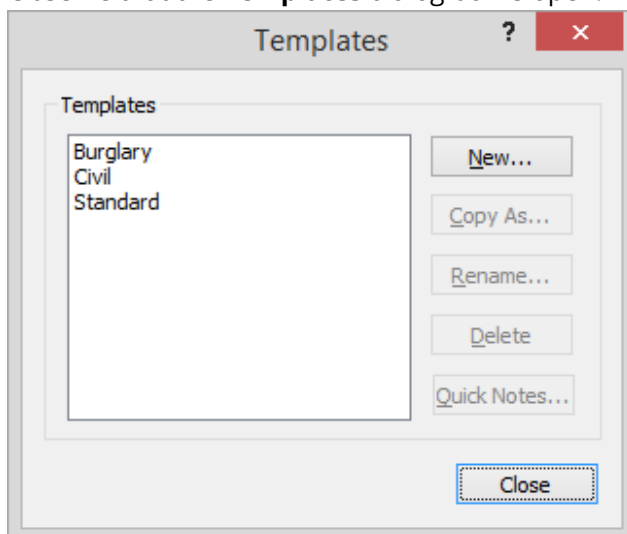 Templates
?
Templates
Burglary
Civil
Standard
New...
Copy As...
Rename...
Delete
Quick Notes...
Close